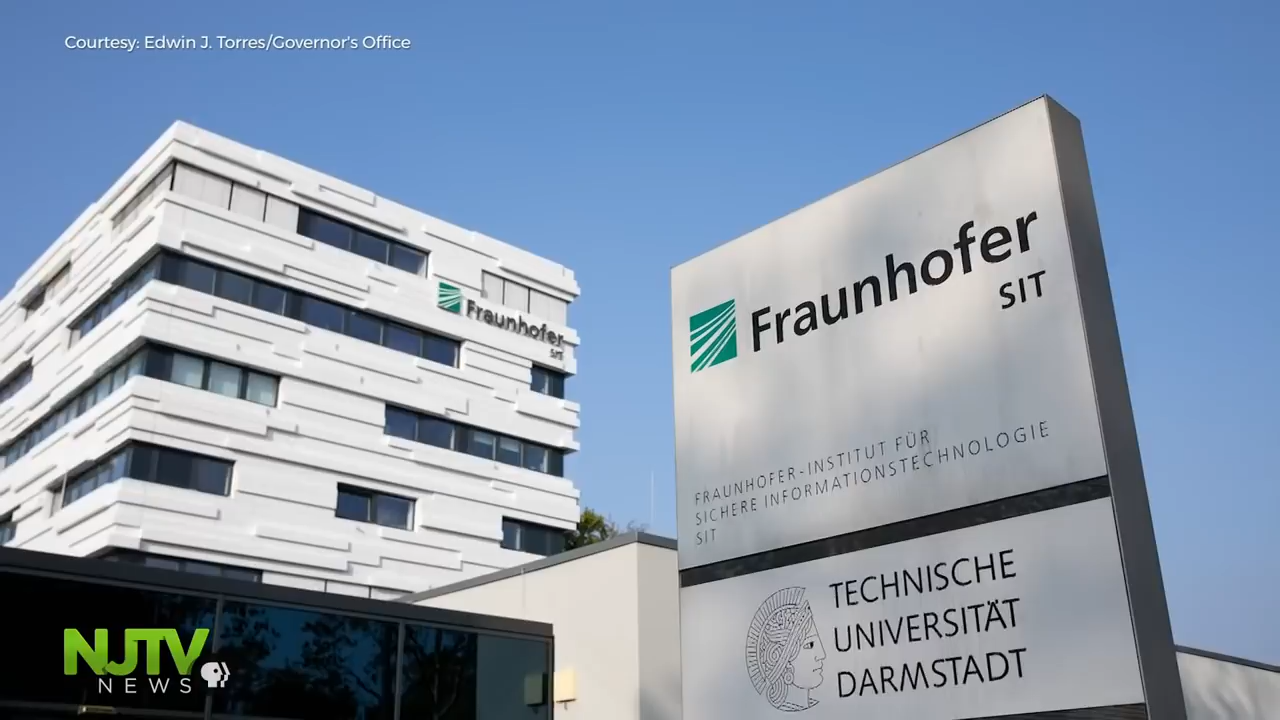 Courtesy: Edwin J. Torres/Governor's Office
Fraunhofer
SIT
Fraunhofer
SIT
FRAUNHOFER-INSTITUT FÜR
SICHERE INFORMATIONSTECHNOLOGIE
SIT
TECHNISCHE
UNIVERSITÄT
DARMSTADT
NJTV
NEWS